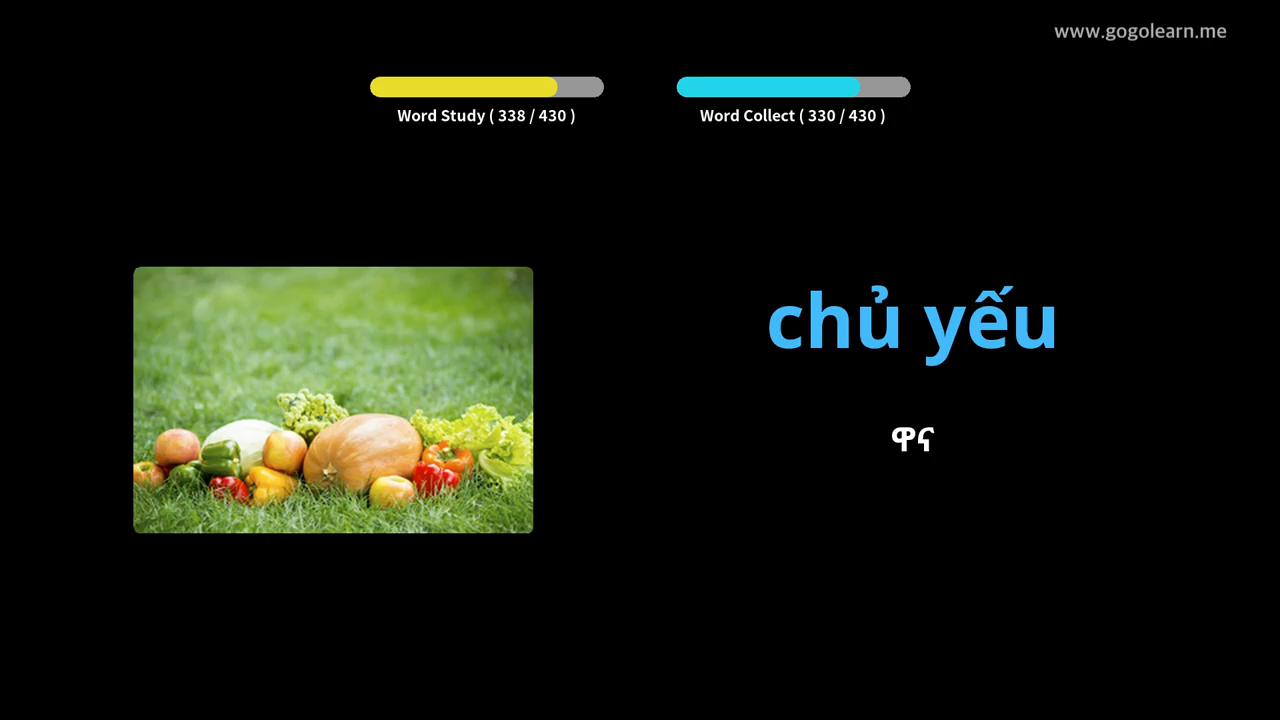 www.gogolearn.me
Word Study ( 338 / 430 )
Word Collect ( 330 / 430 )
chủ yếu
ዋና